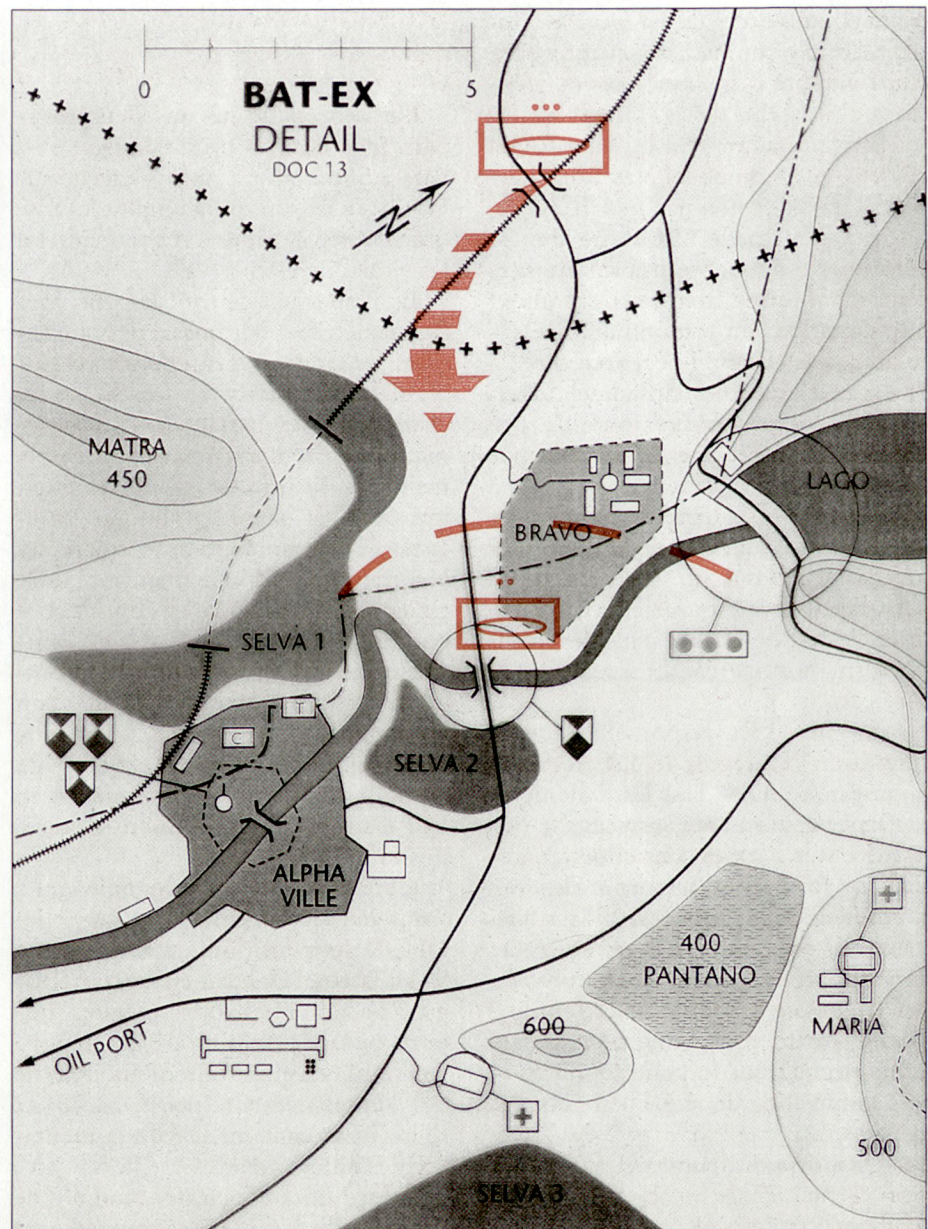 0
5
BAT-EX
DETAIL
DOC 13
N
MATRA
450
LAGO
BRAVO
SELVA 1
T
C
SELVA 2
ALPHA
VILLE
400
PANTANO
MARIA
600
OIL PORT
500
SELVA 3